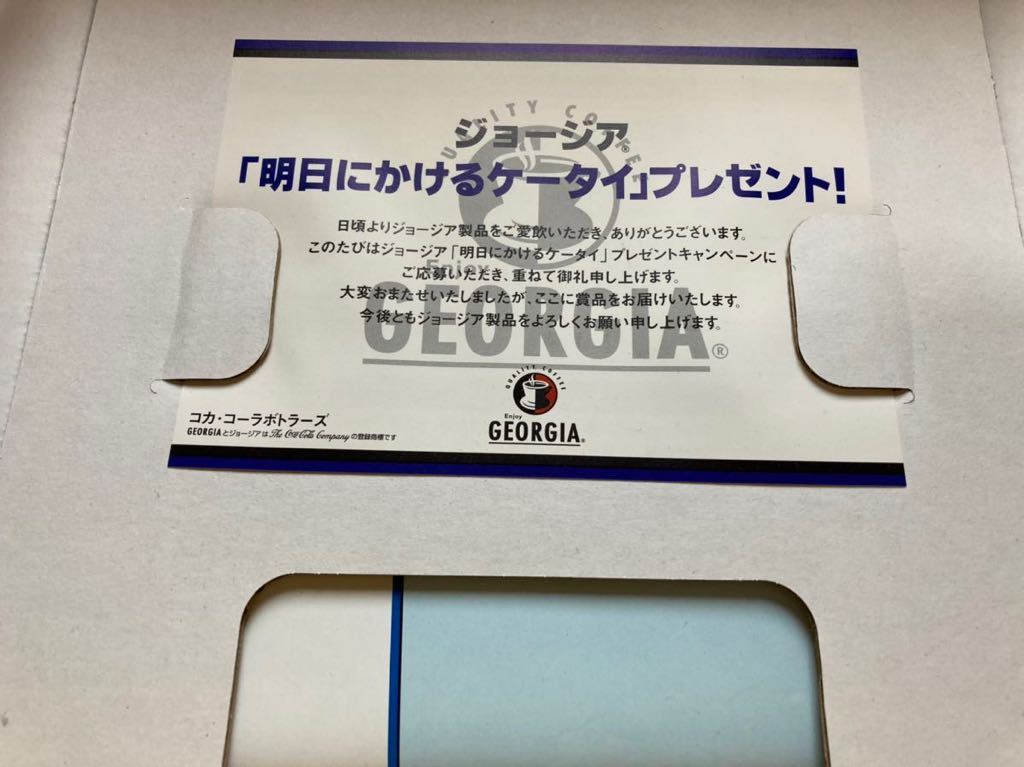 QUALITY COFFEE
ジョージア®
「明日にかけるケータイ」プレゼント!
日頃よりジョージア製品をご愛飲いただき、ありがとうございます。
このたびはジョージア「明日にかけるケータイ」プレゼントキャンペーンに
ご応募いただき、重ねて御礼申し上げます。
大変おまたせいたしましたが、ここに賞品をお届けいたします。
今後ともジョージア製品をよろしくお願い申し上げます。
Enjoy
GEORGIA®
QUALITY COFFEE
Enjoy
GEORGIA®
コカ・コーラボトラーズ
GEORGIAとジョージアはThe Coca-Cola Companyの登録商標です